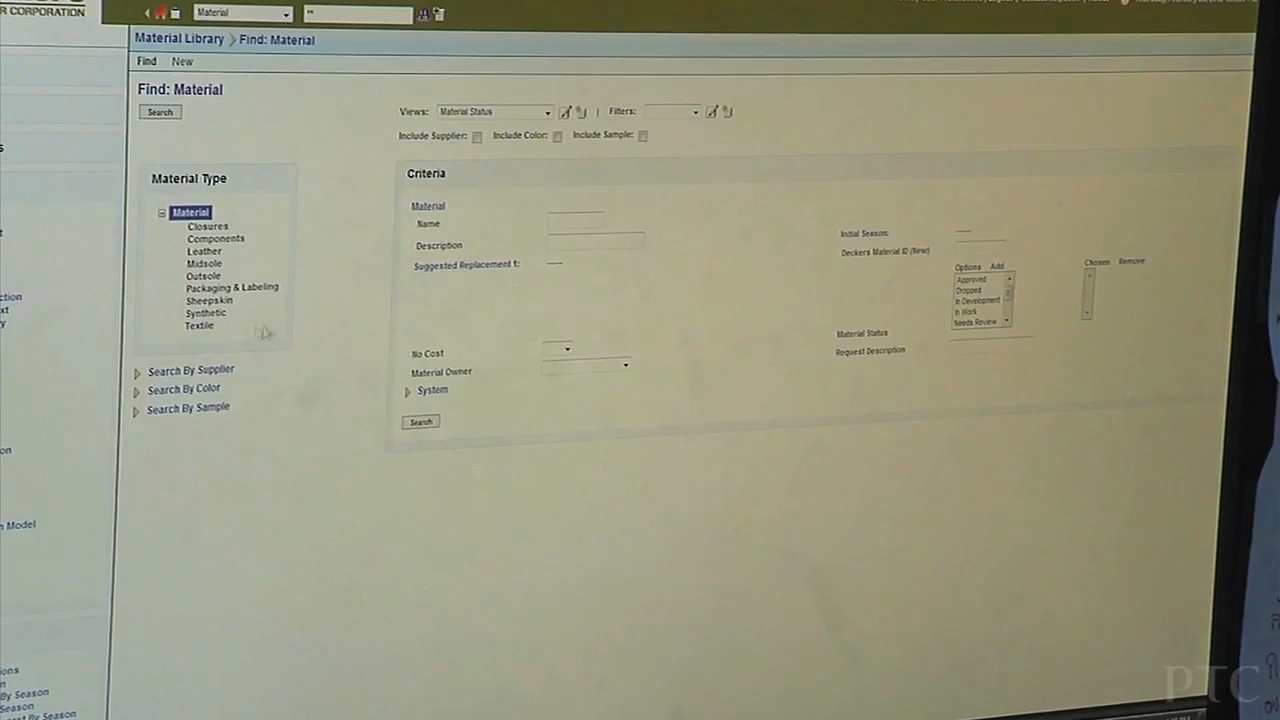 R CORPORATION
Material
**
Material Library Find: Material
Find New
Find: Material
Search
Views: Material Status | Filters:
Include Supplier: Include Color: Include Sample:
Material Type
Material
Closures
Components
Leather
Midsole
Outsole
Packaging & Labeling
Sheepskin
Synthetic
Textile
Search By Supplier
Search By Color
Search By Sample
Criteria
Material
Name
Description
Suggested Replacement 1:
No Cost
Material Owner
System
Search
Initial Season:
Deckers Material ID (New)
Options Add
Approved
Dropped
In Development
In Work
Needs Review
Chosen Remove
Material Status
Request Description
n Model
By Season
Season
By Season
PTC